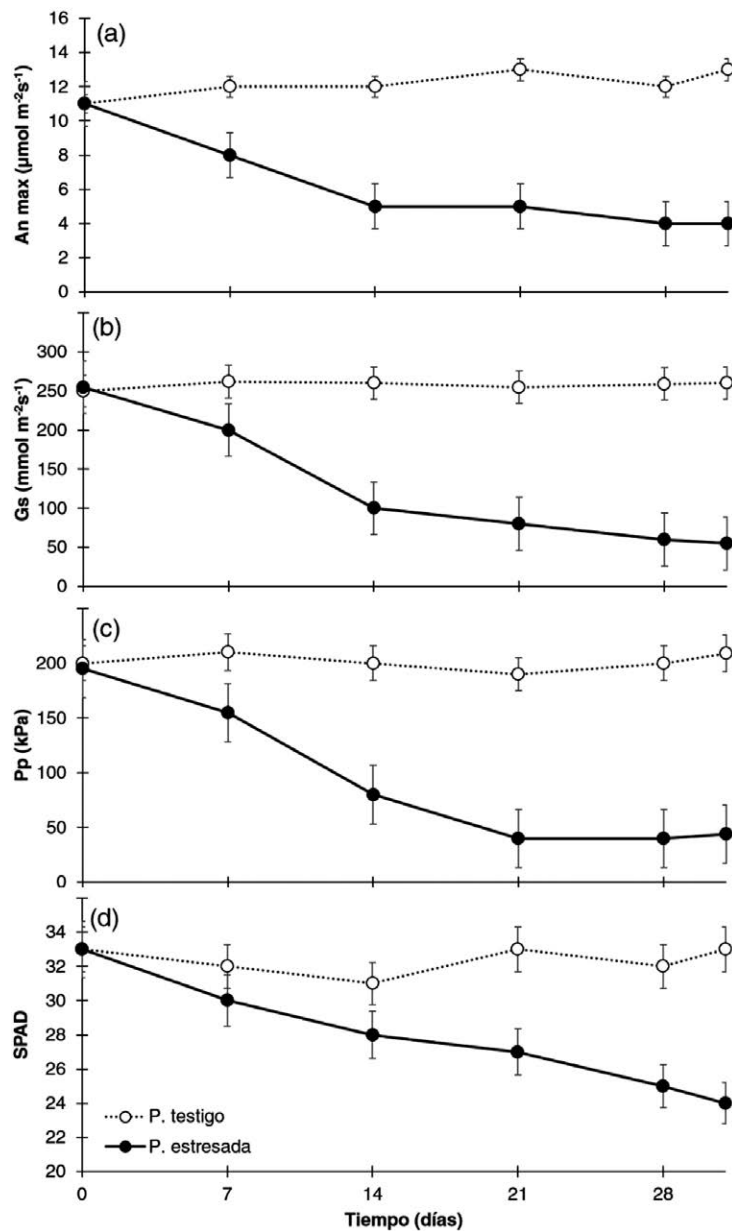 (a)
An max (µmol m⁻²s⁻¹)
16
14
12
10
8
6
4
2
0
(b)
Gs (mmol m⁻²s⁻¹)
300
250
200
150
100
50
0
(c)
Pp (kPa)
200
150
100
50
0
(d)
SPAD
34
32
30
28
26
24
22
20
P. testigo
P. estresada
0 7 14 21 28
Tiempo (días)